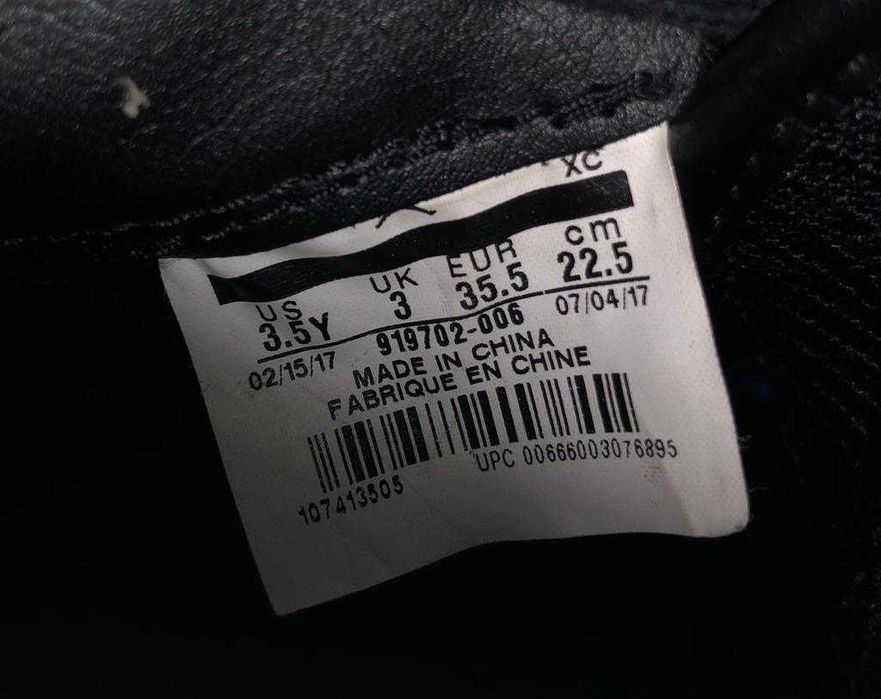 XC
US UK EUR cm
3.5Y 3 35.5 22.5
02/15/17 919702-006 07/04/17
MADE IN CHINA
FABRIQUE EN CHINE
107413505 UPC 00666003076895